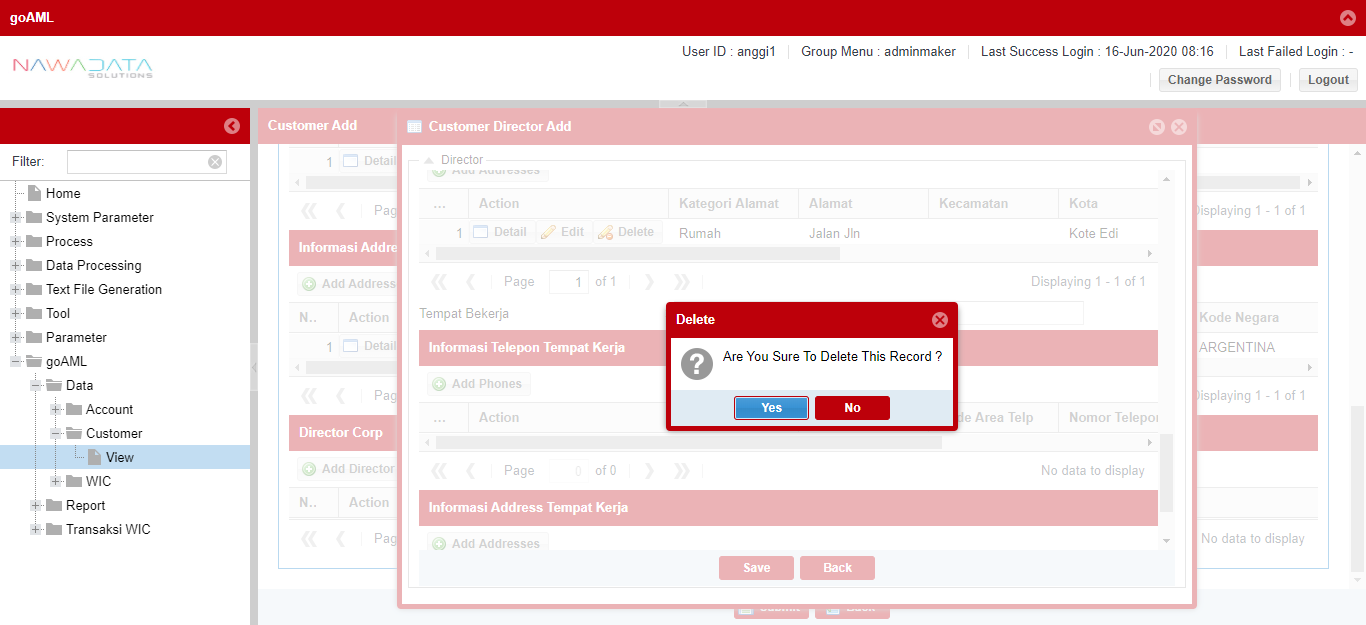 goAML
NAWADATA
SOLUTIONS
User ID : anggi1
Group Menu : adminmaker
Last Success Login : 16-Jun-2020 08:16
Last Failed Login : -
Change Password
Logout
Filter:
Home
System Parameter
Process
Data Processing
Text File Generation
Tool
Parameter
goAML
Data
Account
Customer
View
WIC
Report
Transaksi WIC
Customer Add
1 Detail
Pag
Displaying 1 - 1 of 1
Informasi Addre
Add Address
N.. Action
Kode Negara
1 Detail
ARGENTINA
Pag
Displaying 1 - 1 of 1
Director Corp
Add Director
N.. Action
Pag
No data to display
Submit
Back
Customer Director Add
Director
Add Addresses
... Action Kategori Alamat Alamat Kecamatan Kota
1 Detail Edit Delete Rumah Jalan Jln Kote Edi
Page 1 of 1
Displaying 1 - 1 of 1
Tempat Bekerja
Informasi Telepon Tempat Kerja
Add Phones
... Action de Area Telp Nomor Telepon
Page 0 of 0
No data to display
Informasi Address Tempat Kerja
Add Addresses
Save
Back
Delete
Are You Sure To Delete This Record ?
Yes
No